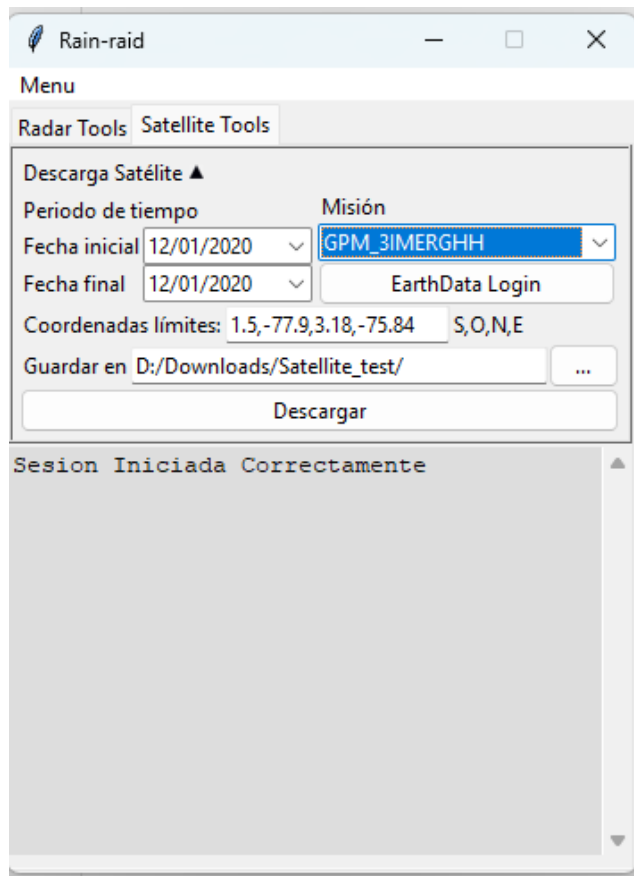 Rain-raid
Menu
Radar Tools Satellite Tools
Descarga Satélite ▲
Periodo de tiempo Misión
Fecha inicial 12/01/2020 GPM_3IMERGHH
Fecha final 12/01/2020 EarthData Login
Coordenadas límites: 1.5,-77.9,3.18,-75.84 S,O,N,E
Guardar en D:/Downloads/Satellite_test/ ...
Descargar
Sesion Iniciada Correctamente